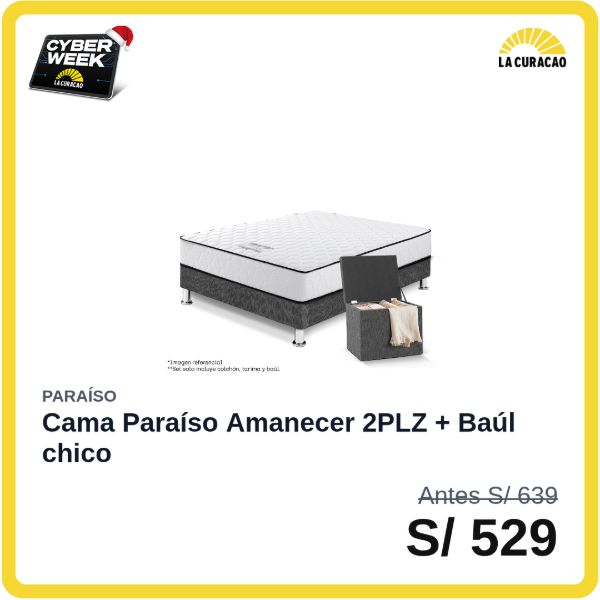 CYBER
WEEK
LA CURACAO
LA CURACAO
*Imagen referencial
**Set solo incluye colchón, tarima y baúl.
PARAÍSO
Cama Paraíso Amanecer 2PLZ + Baúl
chico
Antes S/ 639
S/ 529